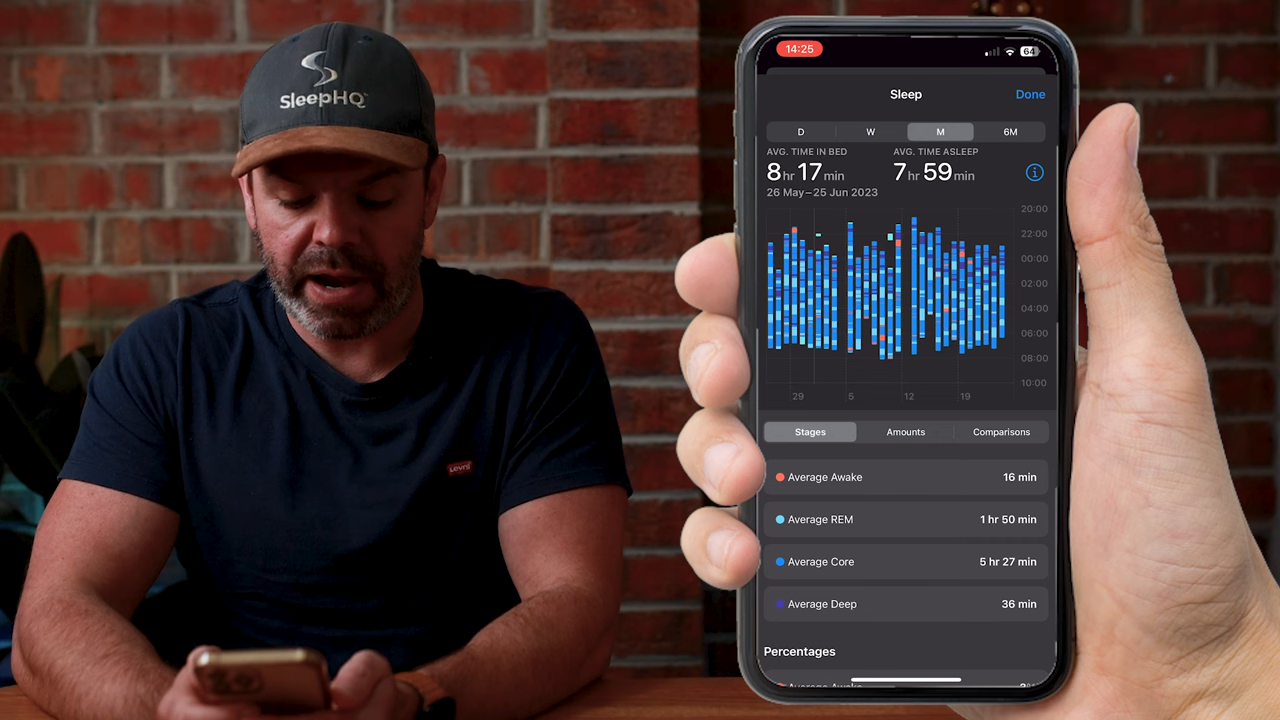 SleepHQ
Levi's
14:25
64
Sleep
Done
D W M 6M
AVG. TIME IN BED AVG. TIME ASLEEP
8 hr 17 min 7 hr 59 min
26 May–25 Jun 2023
20:00
22:00
00:00
02:00
04:00
06:00
08:00
10:00
29 5 12 19
Stages Amounts Comparisons
Average Awake 16 min
Average REM 1 hr 50 min
Average Core 5 hr 27 min
Average Deep 36 min
Percentages
Average Awake